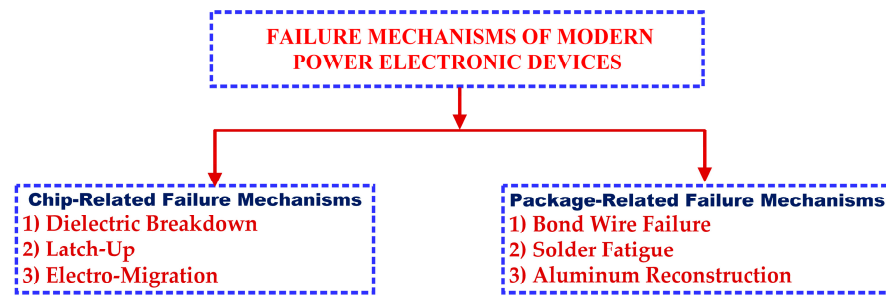 FAILURE MECHANISMS OF MODERN
POWER ELECTRONIC DEVICES
Chip-Related Failure Mechanisms
1) Dielectric Breakdown
2) Latch-Up
3) Electro-Migration
Package-Related Failure Mechanisms
1) Bond Wire Failure
2) Solder Fatigue
3) Aluminum Reconstruction